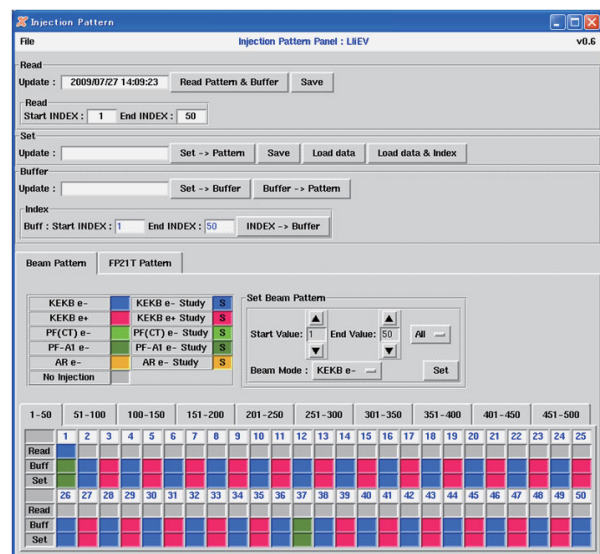 Injection Pattern
File Injection Pattern Panel : LIiEV v0.6
Read
Update : 2009/07/27 14:09:23 Read Pattern & Buffer Save
Read
Start INDEX : 1 End INDEX : 50
Set
Update : Set -> Pattern Save Load data Load data & Index
Buffer
Update : Set -> Buffer Buffer -> Pattern
Index
Buff : Start INDEX : 1 End INDEX : 50 INDEX -> Buffer
Beam Pattern FP21T Pattern
KEKB e- KEKB e- Study S
KEKB e+ KEKB e+ Study S
PF(CT) e- PF(CT) e- Study S
PF-A1 e- PF-A1 e- Study S
AR e- AR e- Study S
No Injection
Set Beam Pattern
Start Value: 1 End Value: 50 All
Beam Mode : KEKB e- Set
1-50 51-100 100-150 151-200 201-250 251-300 301-350 351-400 401-450 451-500
1 2 3 4 5 6 7 8 9 10 11 12 13 14 15 16 17 18 19 20 21 22 23 24 25
Read
Buff
Set
26 27 28 29 30 31 32 33 34 35 36 37 38 39 40 41 42 43 44 45 46 47 48 49 50
Read
Buff
Set